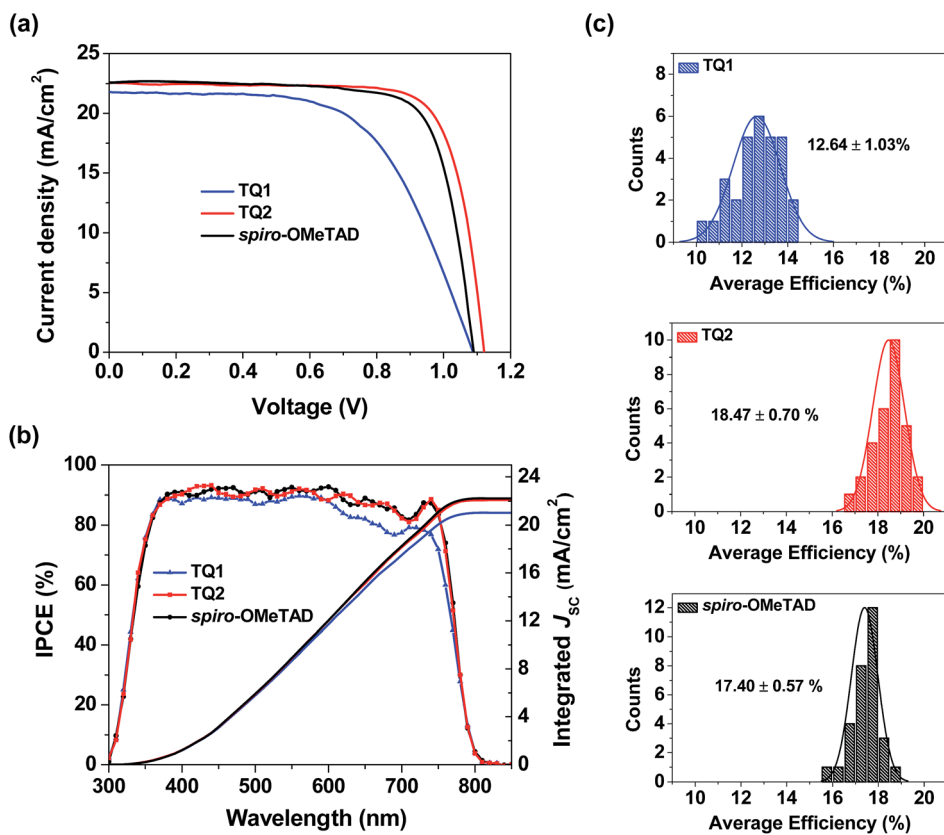 (a)
25
20
15
10
5
0
Current density (mA/cm²)
TQ1
TQ2
spiro-OMeTAD
0.0 0.2 0.4 0.6 0.8 1.0 1.2
Voltage (V)
(b)
100
80
60
40
20
0
IPCE (%)
TQ1
TQ2
spiro-OMeTAD
24
20
16
12
8
4
0
Integrated JSC (mA/cm²)
300 400 500 600 700 800
Wavelength (nm)
(c)
8
6
4
2
0
Counts
TQ1
12.64 ± 1.03%
10 12 14 16 18 20
Average Efficiency (%)
10
8
6
4
2
0
Counts
TQ2
18.47 ± 0.70 %
10 12 14 16 18 20
Average Efficiency (%)
12
10
8
6
4
2
0
Counts
spiro-OMeTAD
17.40 ± 0.57 %
10 12 14 16 18 20
Average Efficiency (%)